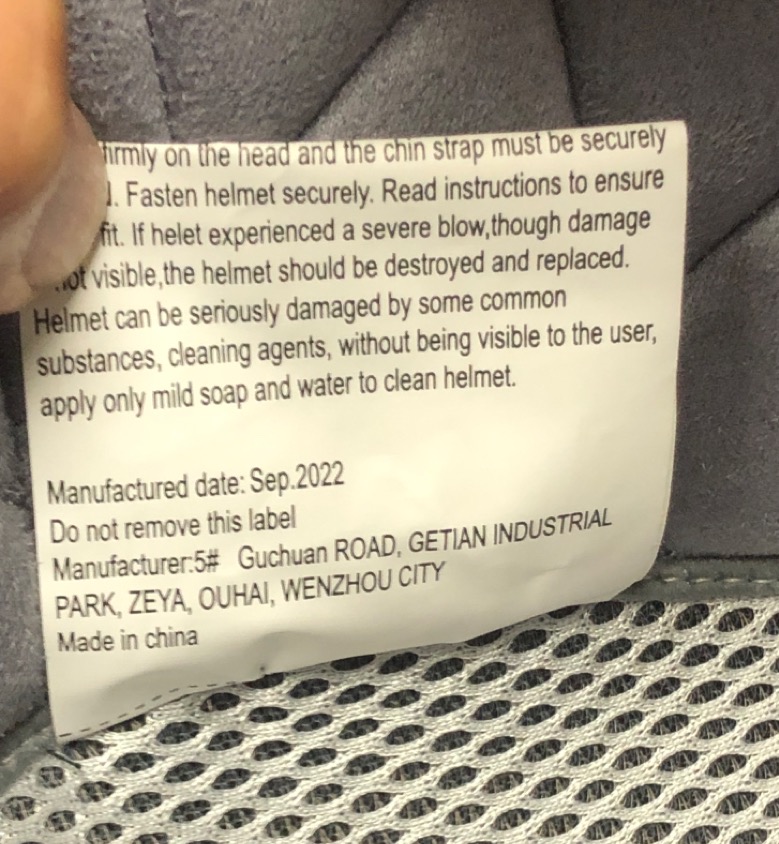 firmly on the head and the chin strap must be securely
. Fasten helmet securely. Read instructions to ensure
fit. If helet experienced a severe blow,though damage
not visible,the helmet should be destroyed and replaced.
Helmet can be seriously damaged by some common
substances, cleaning agents, without being visible to the user,
apply only mild soap and water to clean helmet.
Manufactured date: Sep.2022
Do not remove this label
Manufacturer:5# Guchuan ROAD, GETIAN INDUSTRIAL
PARK, ZEYA, OUHAI, WENZHOU CITY
Made in china